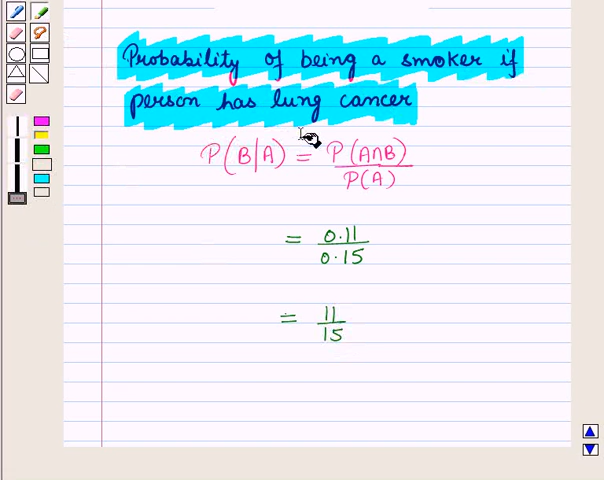 Probability of being a smoker if
person has lung cancer
P(B|A) = P(A∩B)
P(A)
= 0.11
0.15
= 11
15